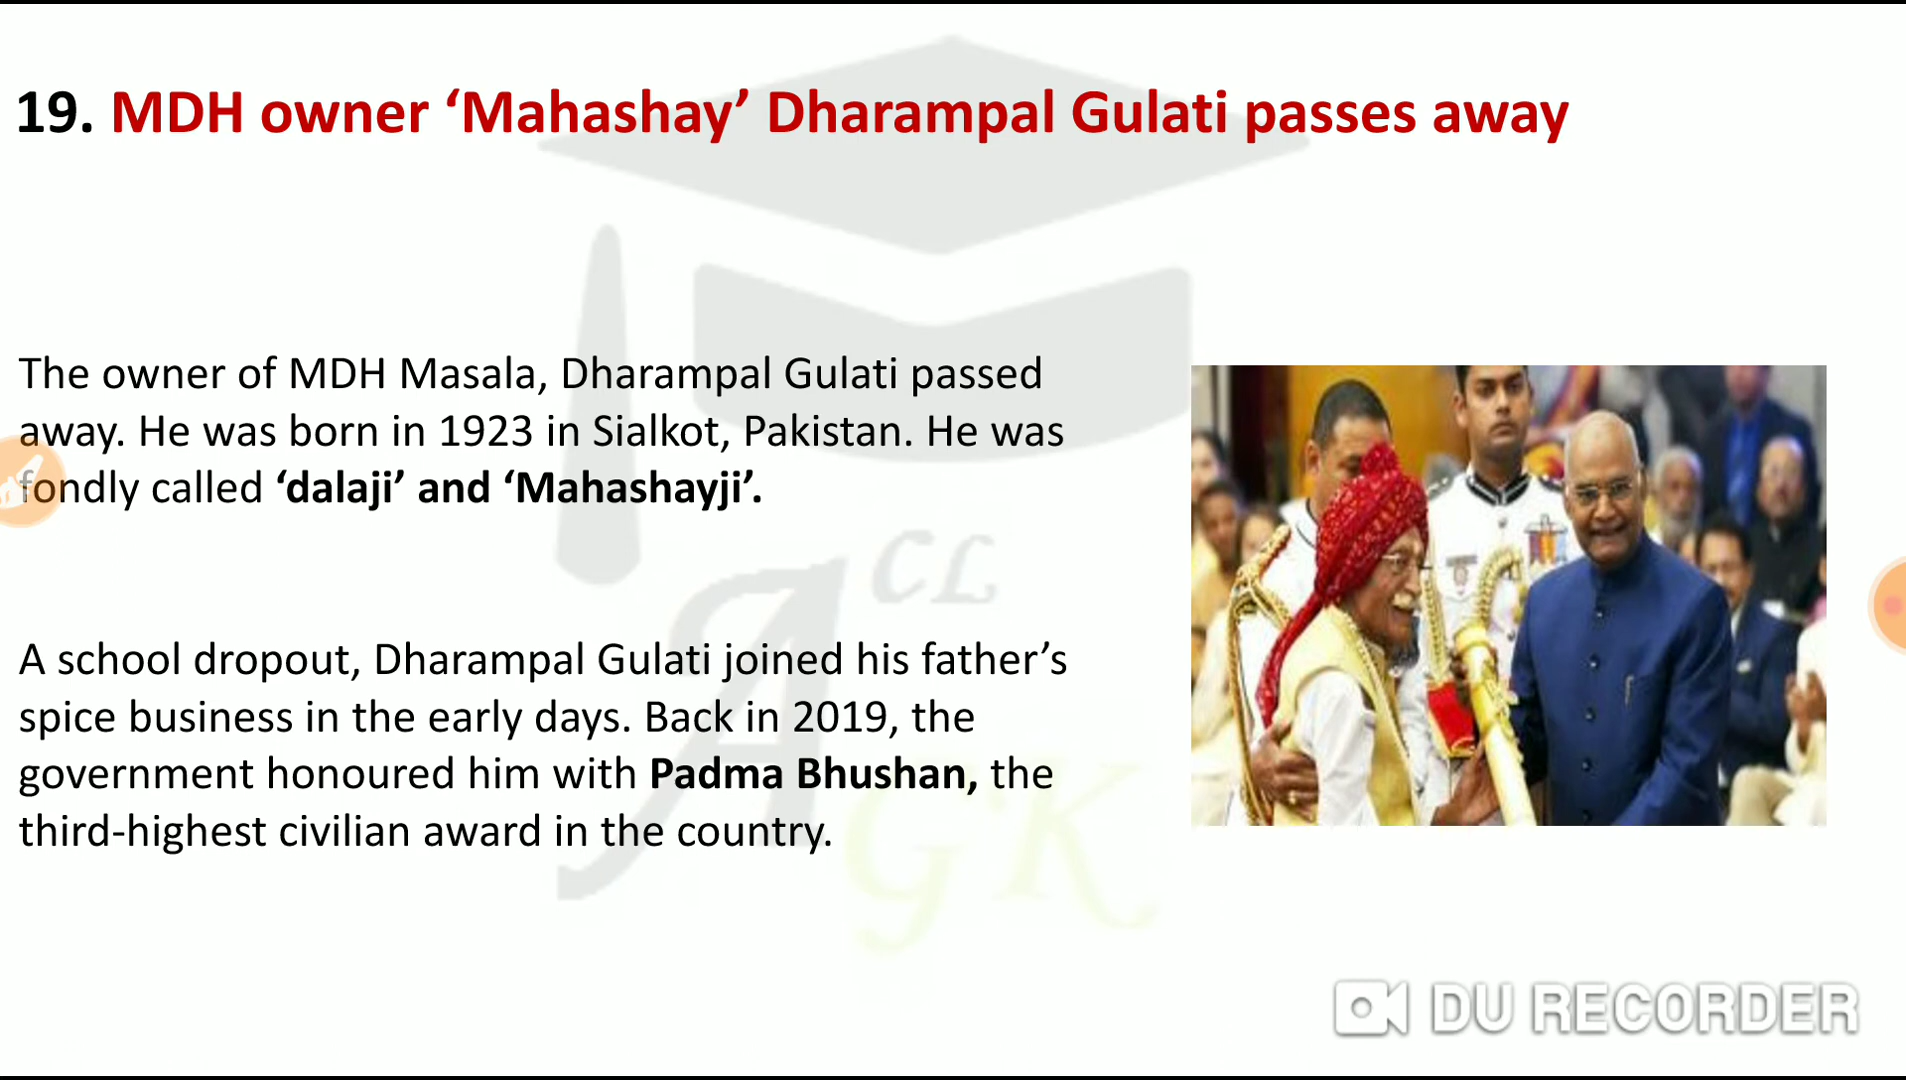 19. MDH owner ‘Mahashay’ Dharampal Gulati passes away
The owner of MDH Masala, Dharampal Gulati passed
away. He was born in 1923 in Sialkot, Pakistan. He was
fondly called ‘dalaji’ and ‘Mahashayji’.
CL
A
GK
A school dropout, Dharampal Gulati joined his father’s
spice business in the early days. Back in 2019, the
government honoured him with Padma Bhushan, the
third-highest civilian award in the country.
DU RECORDER